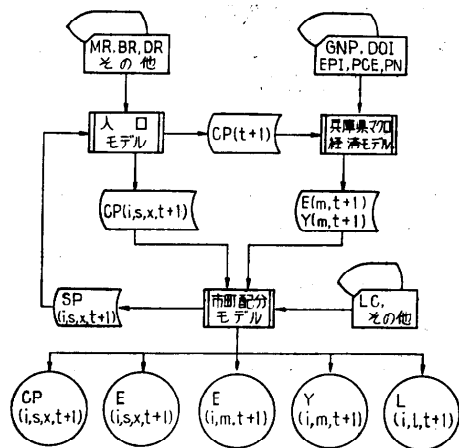 MR.BR,DR
その他
GNP.DOI
EPI,PCE,PN
人口
モデル
CP(t+1)
兵庫県マクロ
経済モデル
CP(i,s,x,t+1)
E(m,t+1)
Y(m,t+1)
SP
(i,s,x,t+1)
市町配分
モデル
LC,
その他
CP
(i,s,x,t+1)
E
(i,s,x,t+1)
E
(i,m.t+1)
Y
(i,m,t+1)
L
(i,l,t+1)